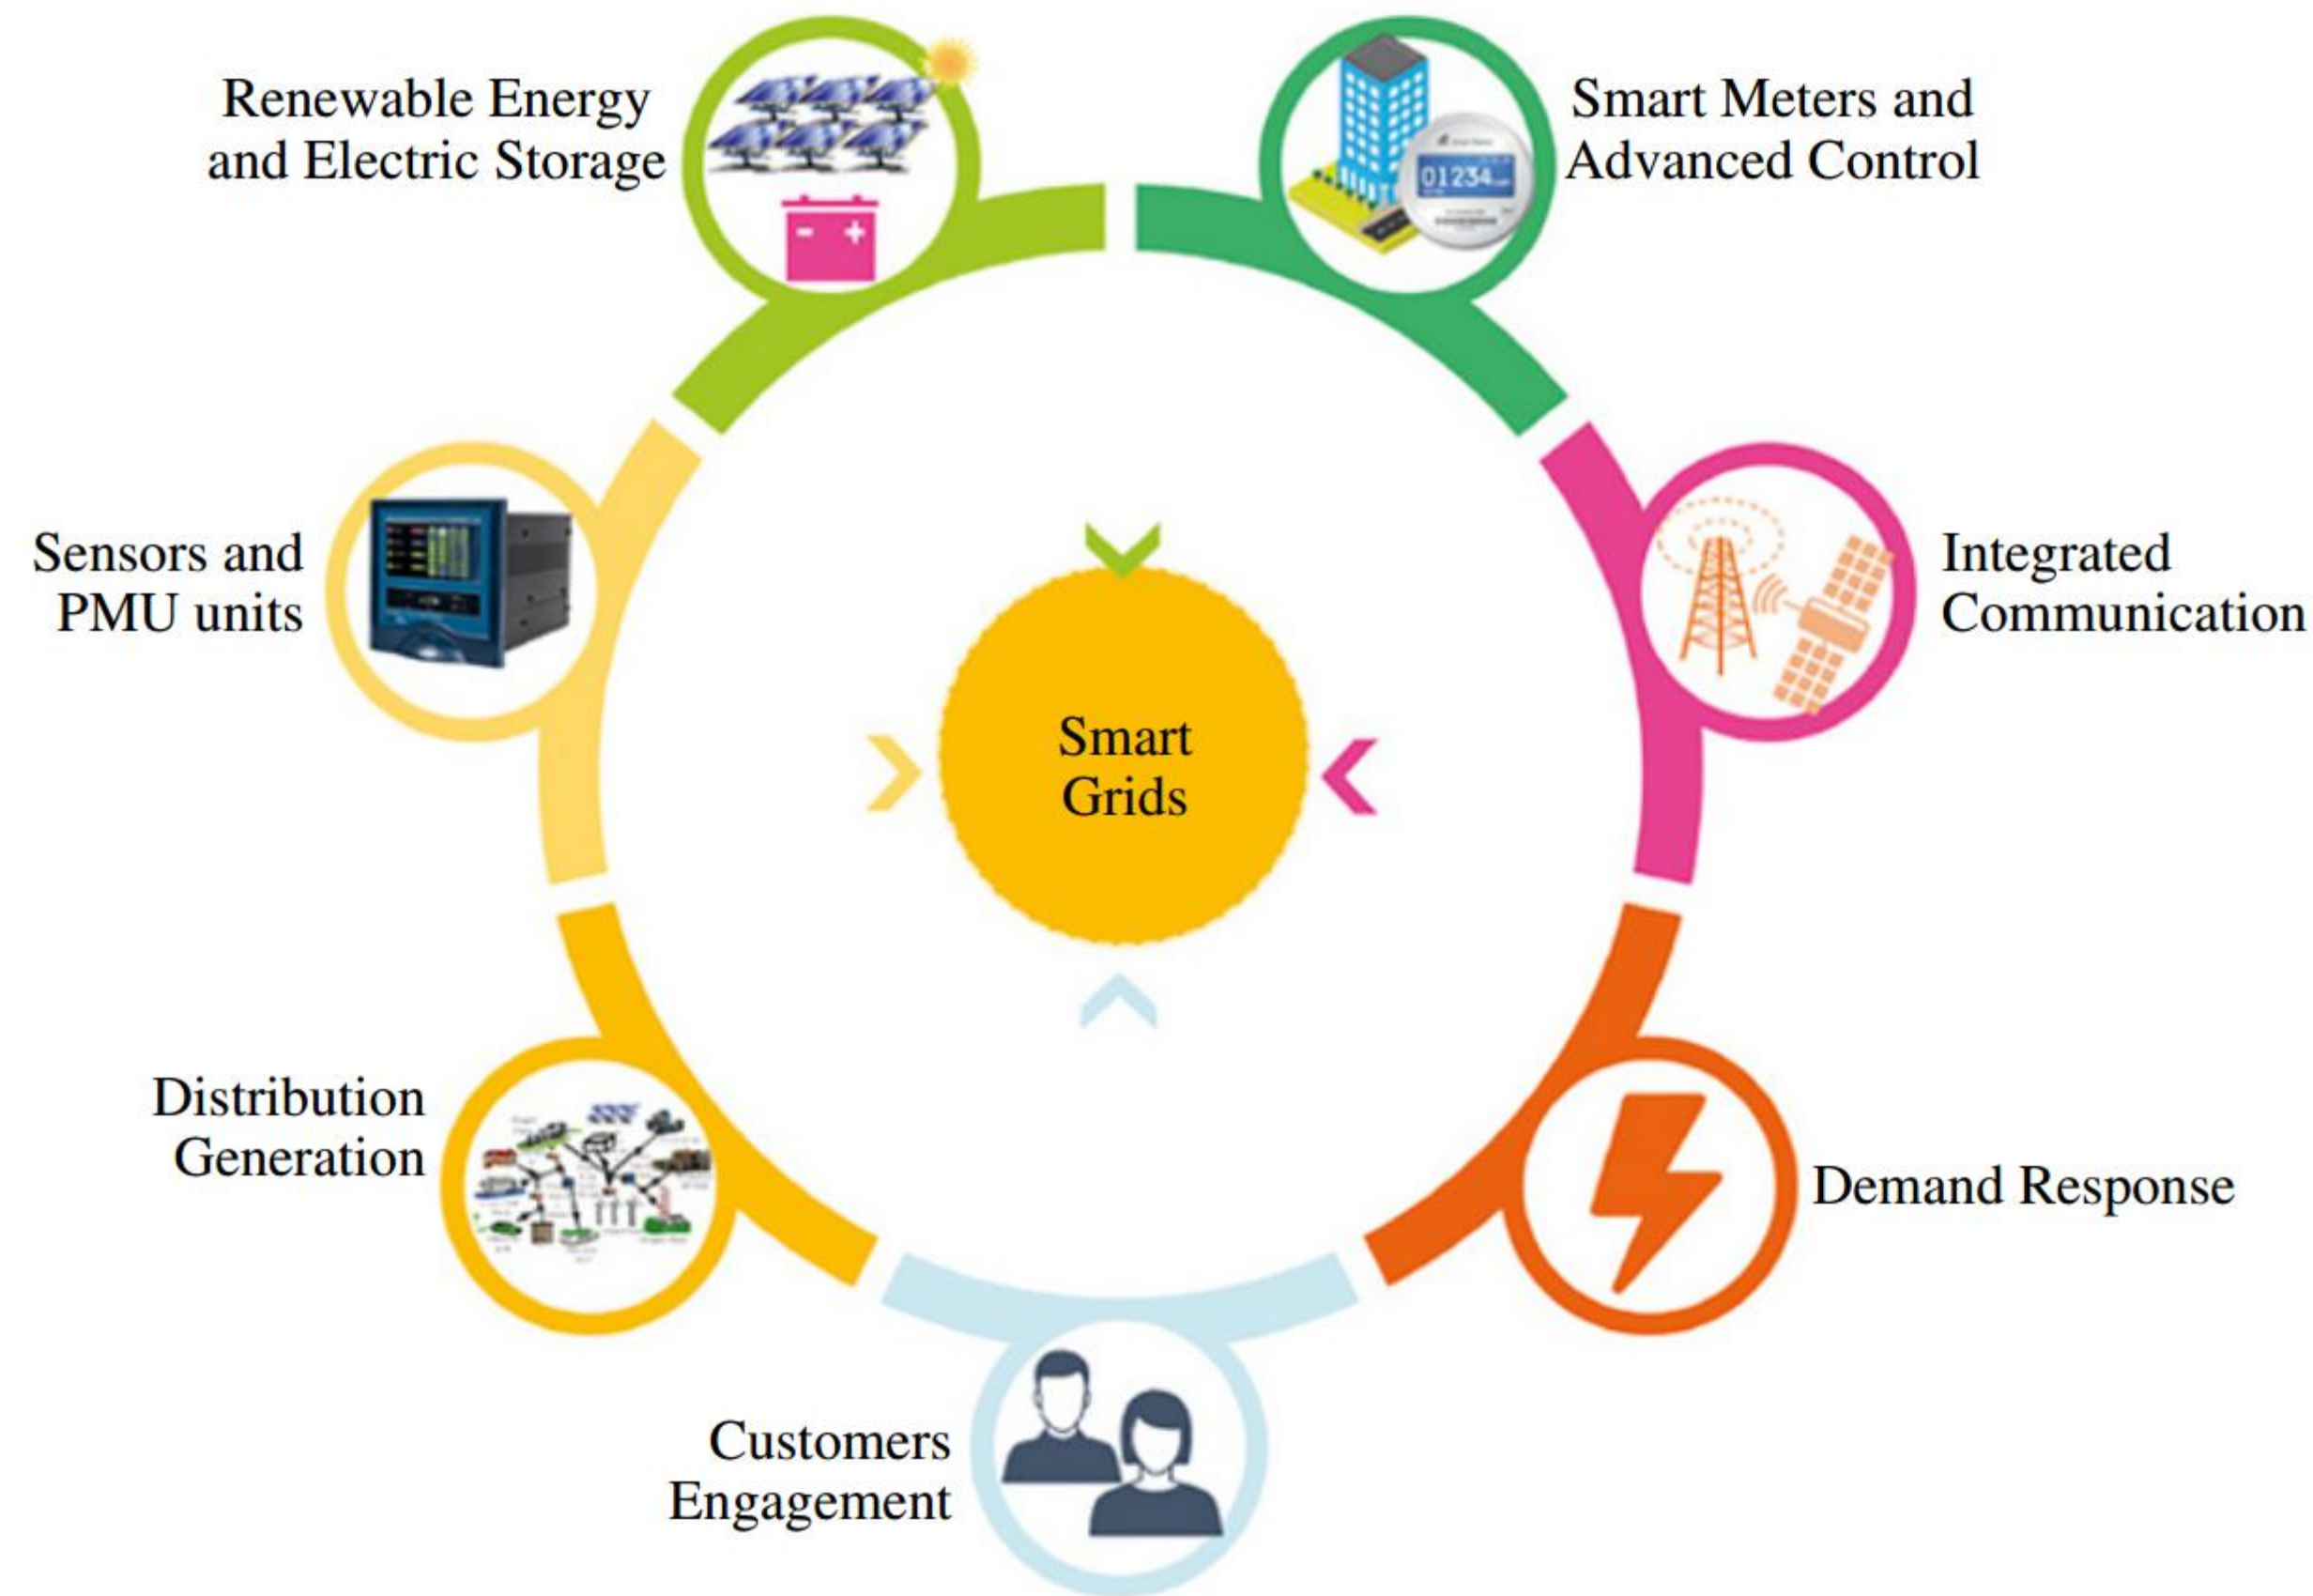 Renewable Energy
and Electric Storage
Smart Meters and
Advanced Control
01234
Sensors and
PMU units
Integrated
Communication
Smart
Grids
Distribution
Generation
Demand Response
Customers
Engagement